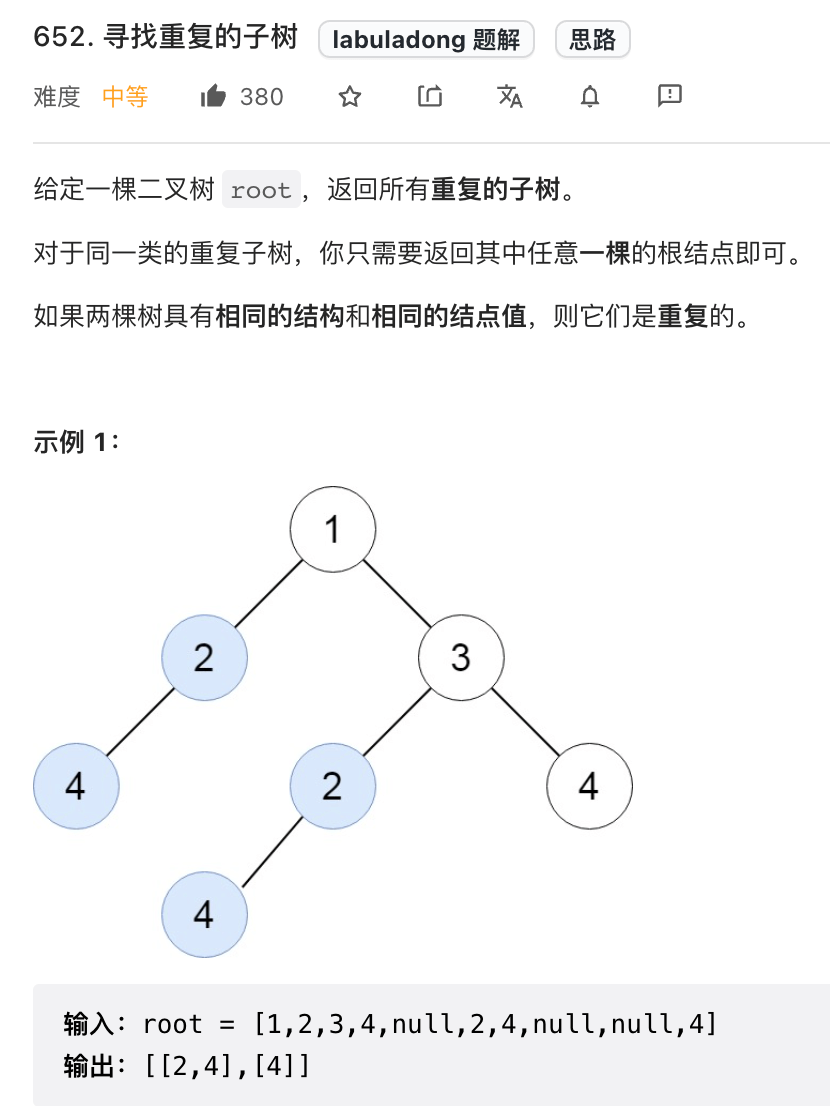 652. 寻找重复的子树 labuladong 题解 思路
难度 中等 380
给定一棵二叉树 root，返回所有重复的子树。
对于同一类的重复子树，你只需要返回其中任意一棵的根结点即可。
如果两棵树具有相同的结构和相同的结点值，则它们是重复的。
示例 1：
1
2 3
4 2 4
4
输入：root = [1,2,3,4,null,2,4,null,null,4]
输出：[[2,4],[4]]